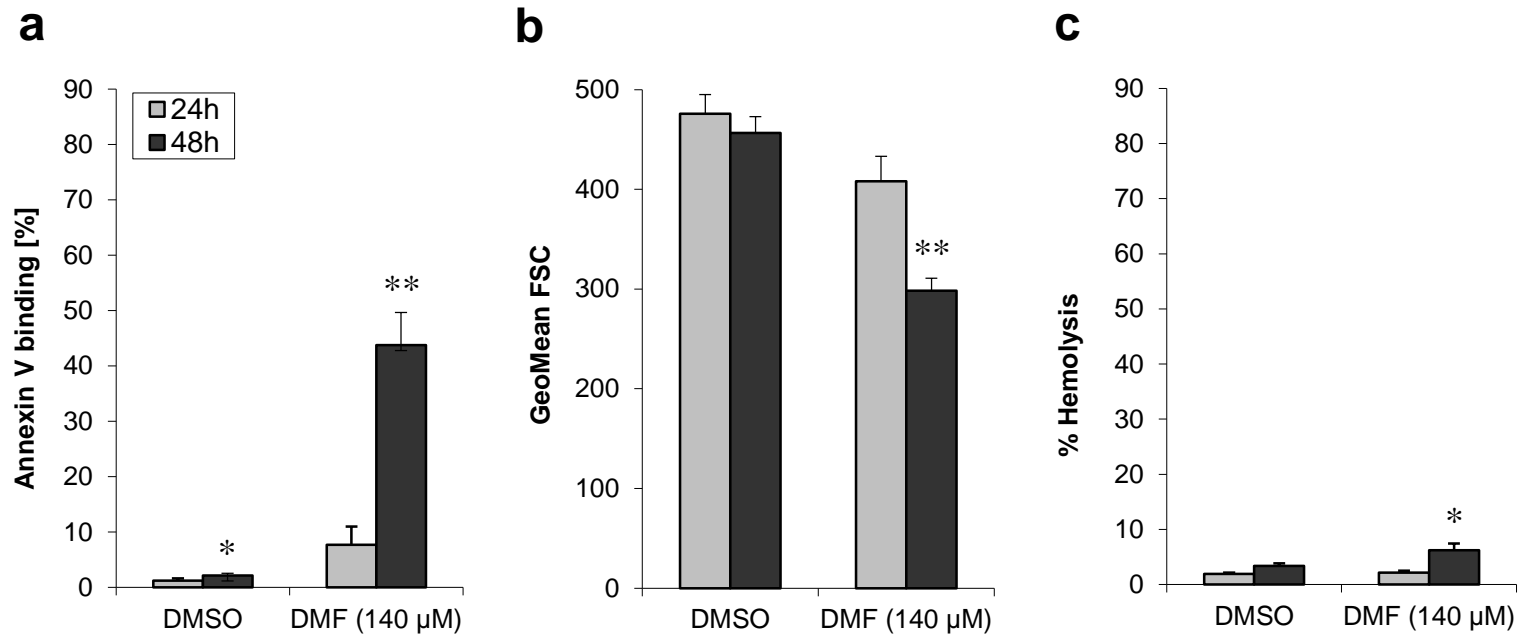 a
Annexin V binding [%]
90
80
70
60
50
40
30
20
10
0
24h
48h
*
**
DMSO
DMF (140 µM)
b
GeoMean FSC
500
400
300
200
100
0
**
DMSO
DMF (140 µM)
c
% Hemolysis
90
80
70
60
50
40
30
20
10
0
*
DMSO
DMF (140 µM)